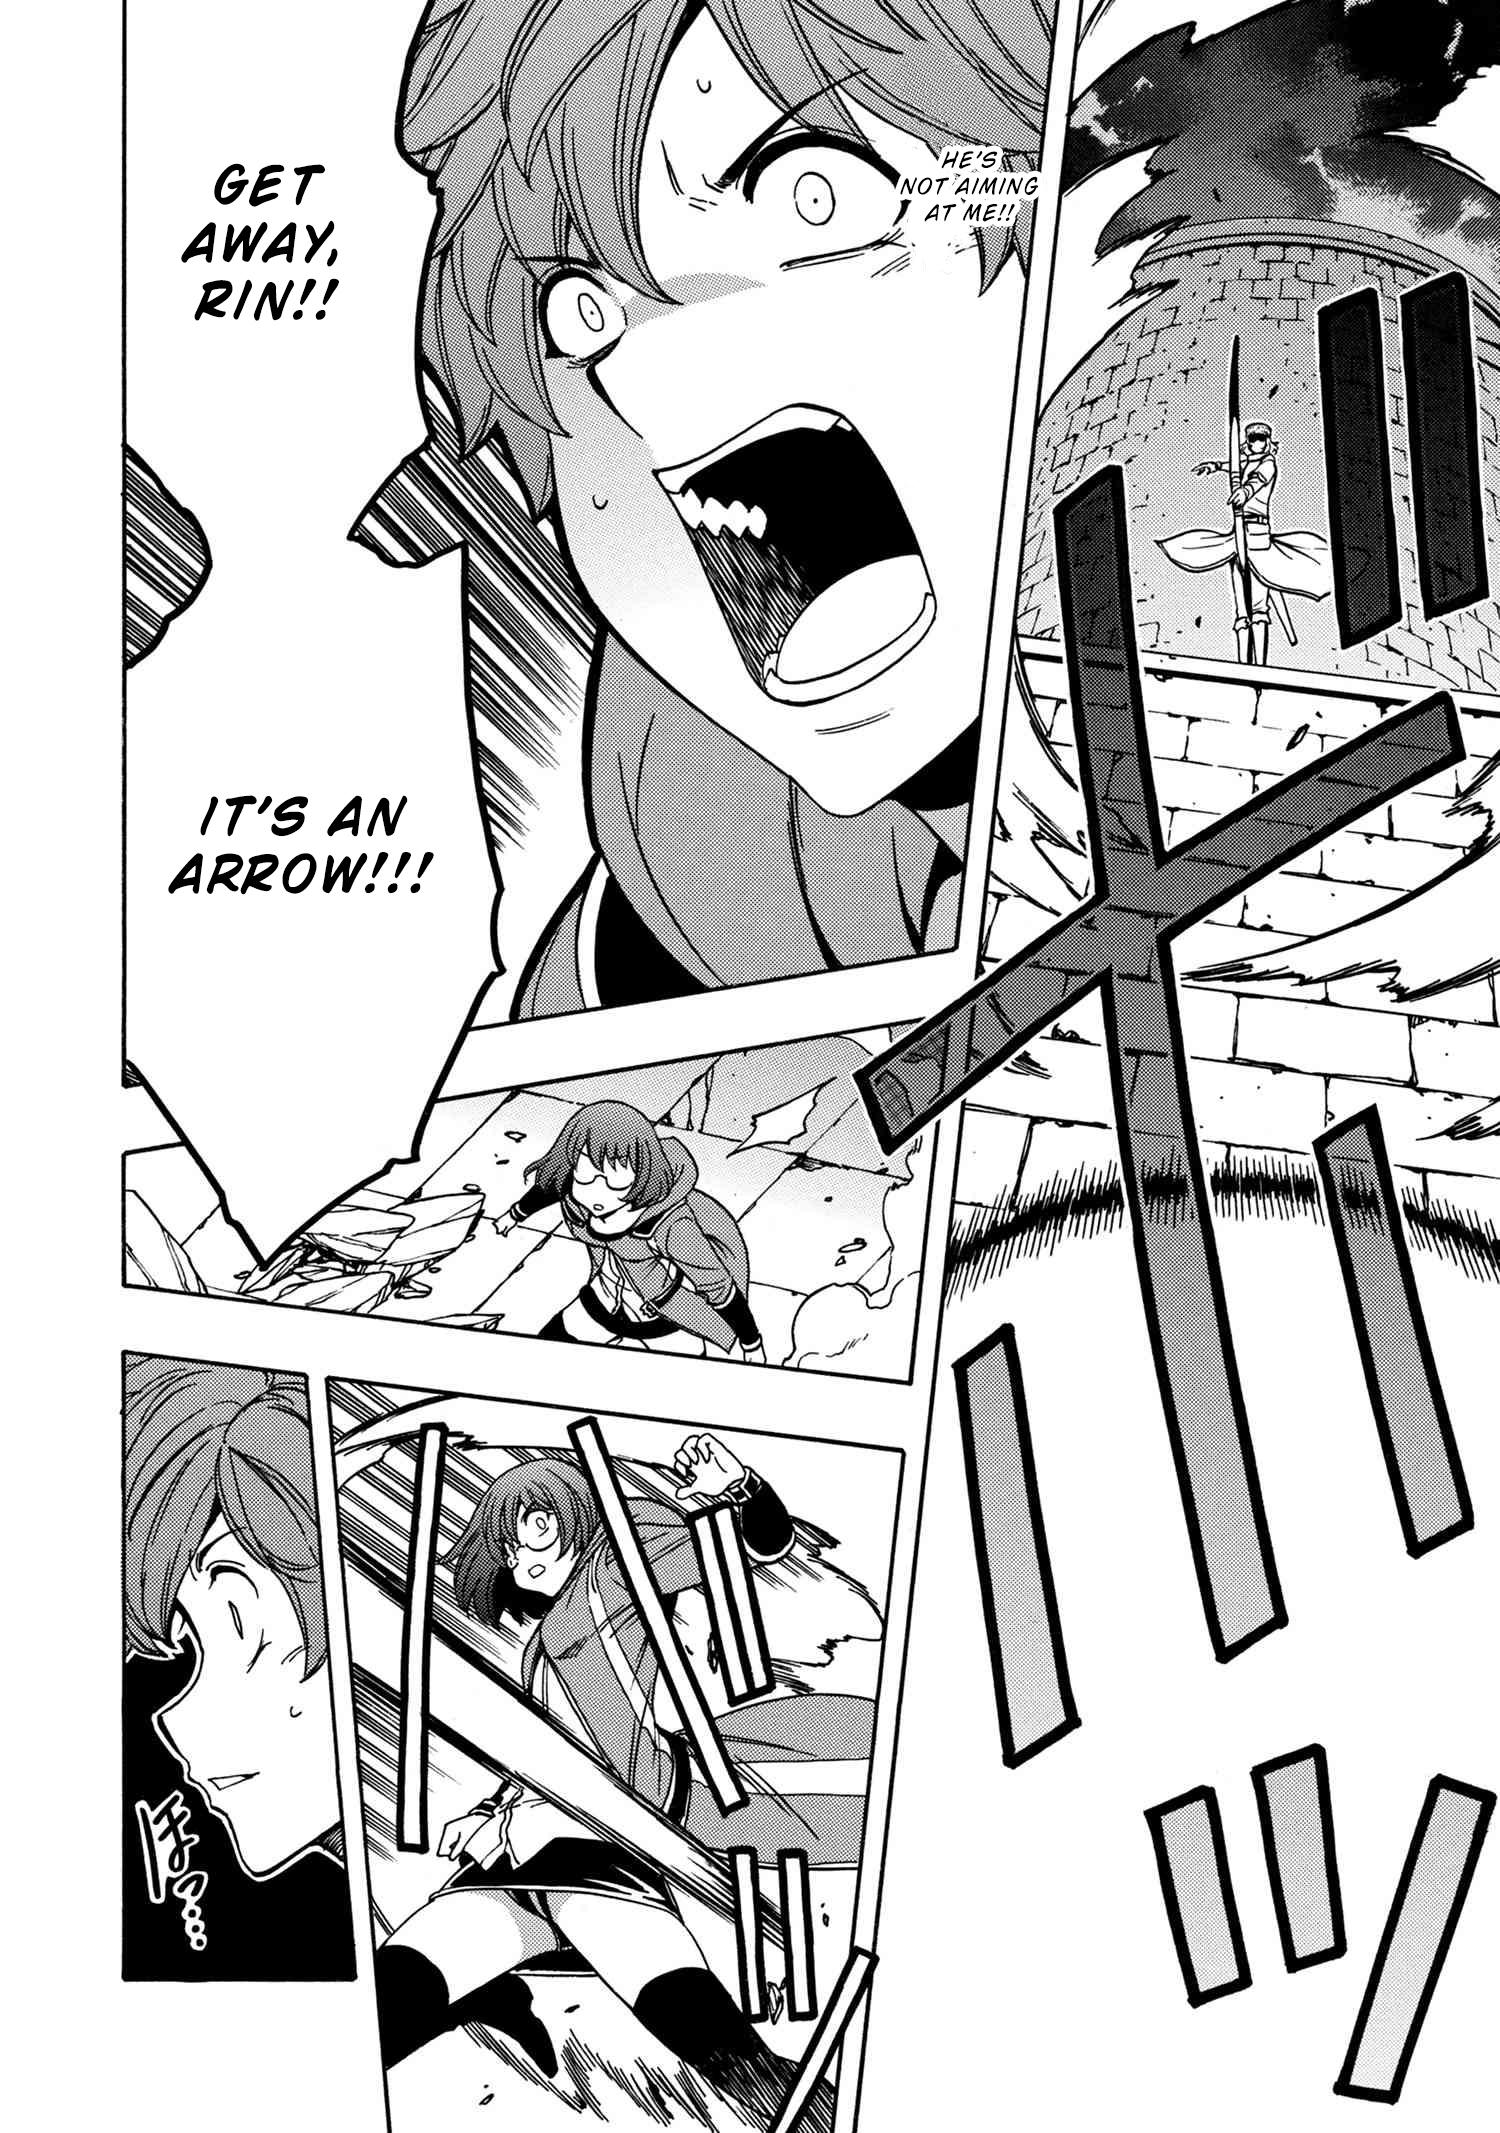 HE'S
NOT AIMING
AT ME!!
GET
AWAY,
RIN!!
IT'S AN
ARROW!!!
ほっ…